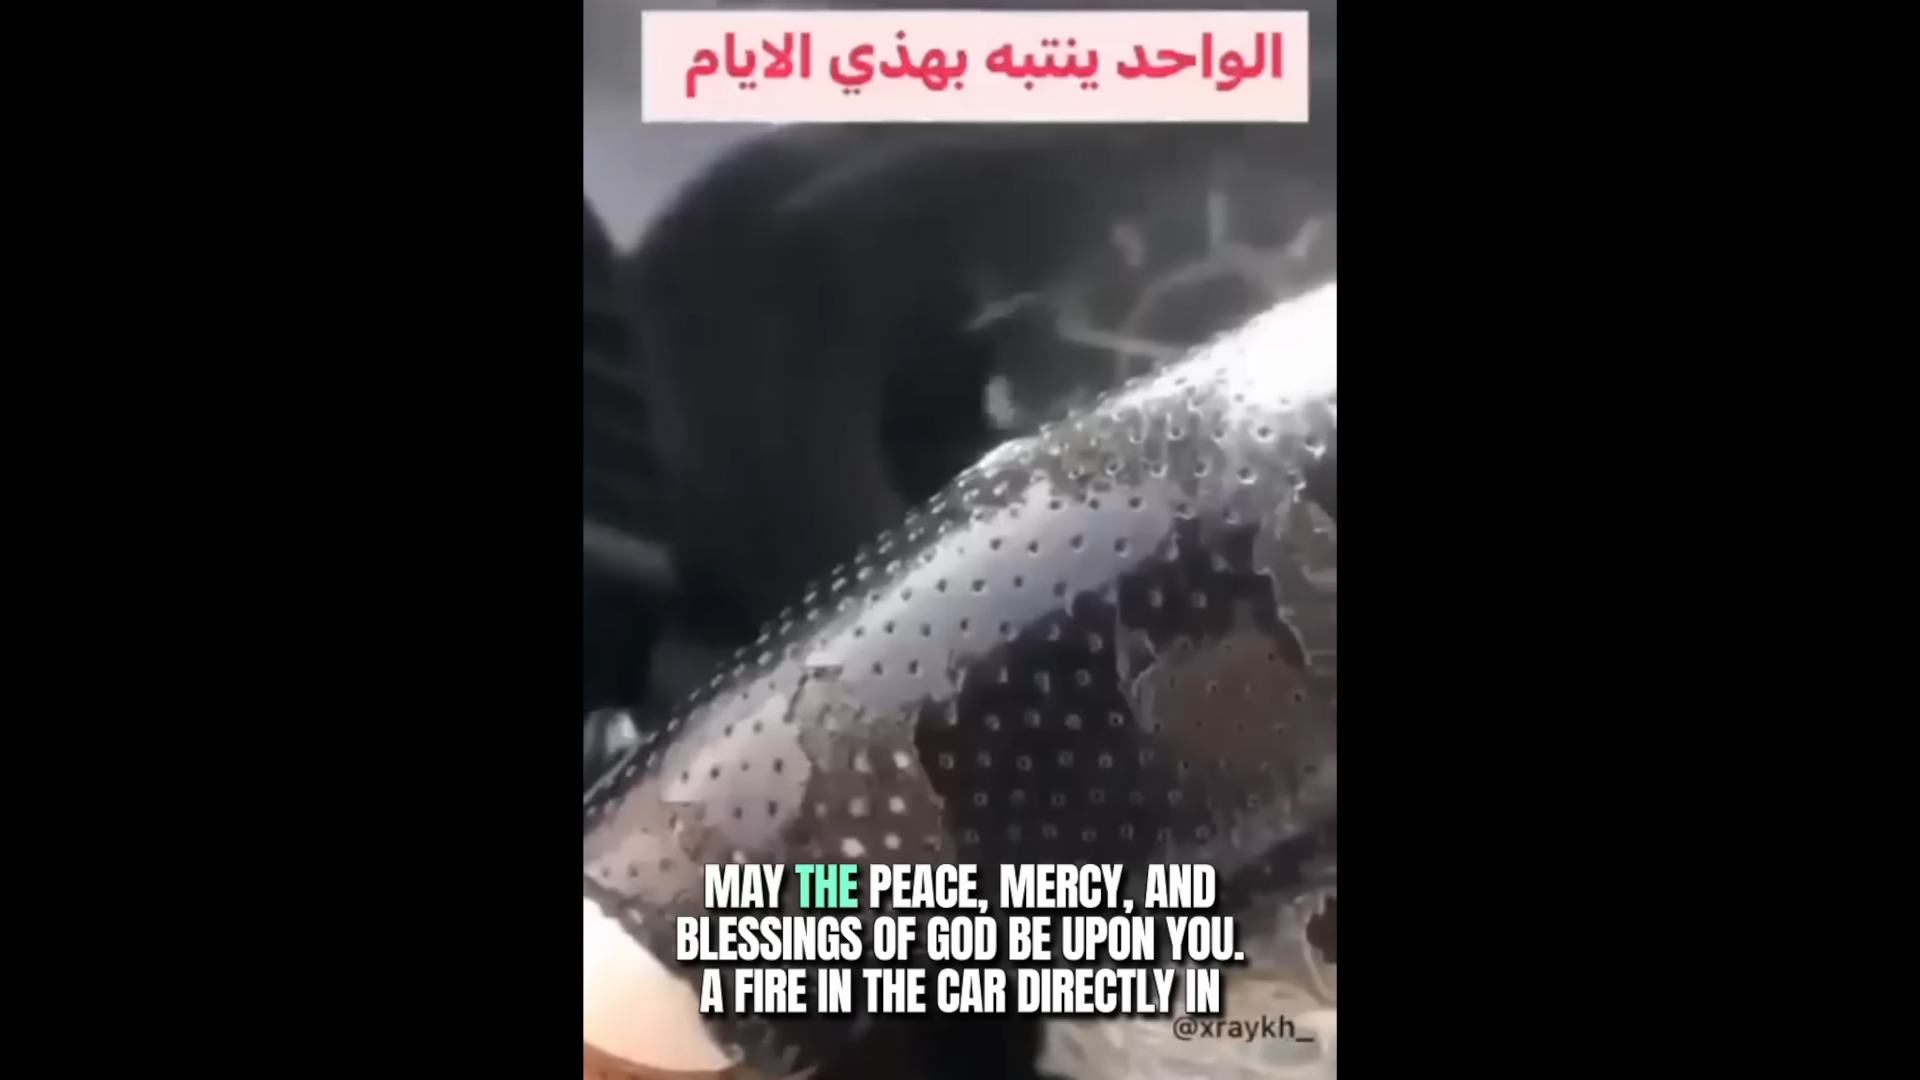 الواحد ينتبه بهذي الايام
MAY THE PEACE, MERCY, AND
BLESSINGS OF GOD BE UPON YOU.
A FIRE IN THE CAR DIRECTLY IN
@xraykh_